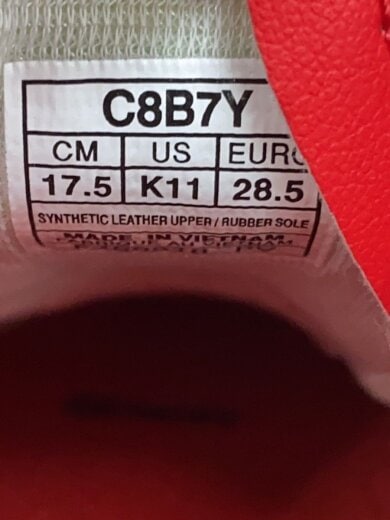 C8B7Y
CM US EURO
17.5 K11 28.5
SYNTHETIC LEATHER UPPER / RUBBER SOLE
MADE IN VIETNAM